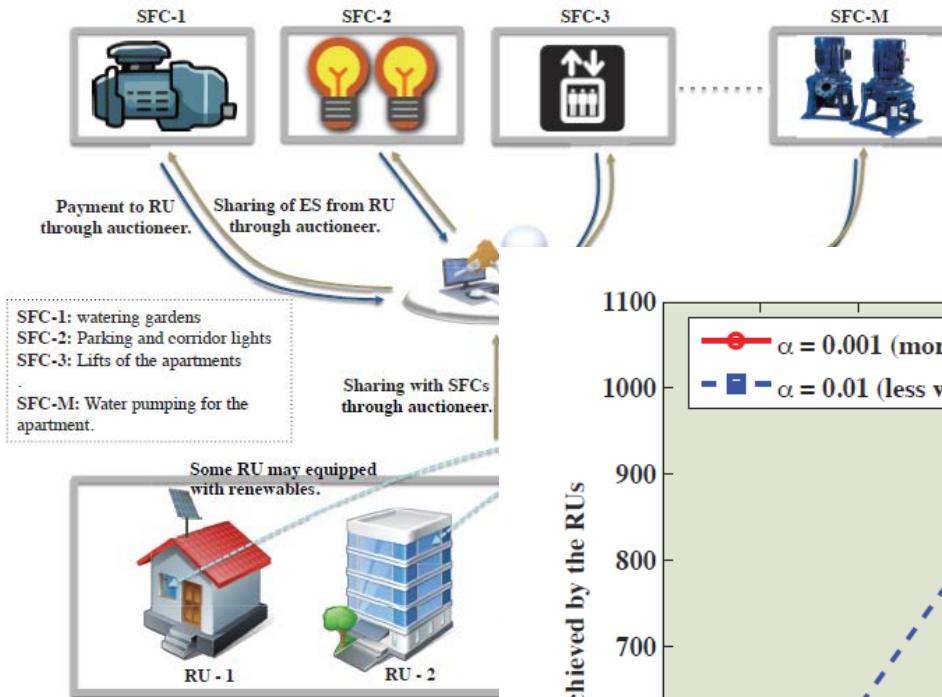 SFC-1
SFC-2
SFC-3
SFC-M
Payment to RU
through auctioneer.
Sharing of ES from RU
through auctioneer.
SFC-1: watering gardens
SFC-2: Parking and corridor lights
SFC-3: Lifts of the apartments
.
SFC-M: Water pumping for the
apartment.
Sharing with SFCs
through auctioneer.
Some RU may equipped
with renewables.
RU - 1
RU - 2
1100
1000
900
800
700
α = 0.001
α = 0.01 (less
by the RUs